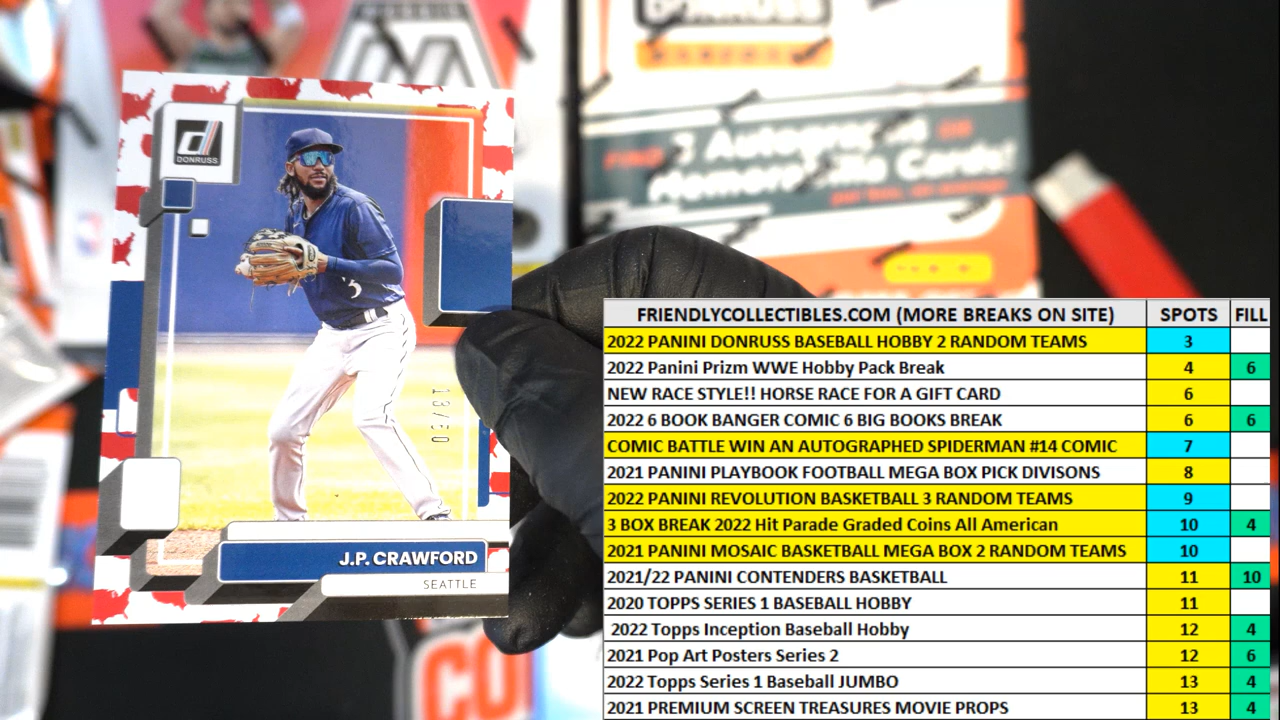 DONRUSS
3 Autographed or
Memorabilia Cards!
3
18/30
J.P. CRAWFORD
SEATTLE
FRIENDLYCOLLECTIBLES.COM (MORE BREAKS ON SITE) SPOTS FILL
2022 PANINI DONRUSS BASEBALL HOBBY 2 RANDOM TEAMS 3
2022 Panini Prizm WWE Hobby Pack Break 4 6
NEW RACE STYLE!! HORSE RACE FOR A GIFT CARD 6
2022 6 BOOK BANGER COMIC 6 BIG BOOKS BREAK 6 6
COMIC BATTLE WIN AN AUTOGRAPHED SPIDERMAN #14 COMIC 7
2021 PANINI PLAYBOOK FOOTBALL MEGA BOX PICK DIVISONS 8
2022 PANINI REVOLUTION BASKETBALL 3 RANDOM TEAMS 9
3 BOX BREAK 2022 Hit Parade Graded Coins All American 10 4
2021 PANINI MOSAIC BASKETBALL MEGA BOX 2 RANDOM TEAMS 10
2021/22 PANINI CONTENDERS BASKETBALL 11 10
2020 TOPPS SERIES 1 BASEBALL HOBBY 11
2022 Topps Inception Baseball Hobby 12 4
2021 Pop Art Posters Series 2 12 6
2022 Topps Series 1 Baseball JUMBO 13 4
2021 PREMIUM SCREEN TREASURES MOVIE PROPS 13 4